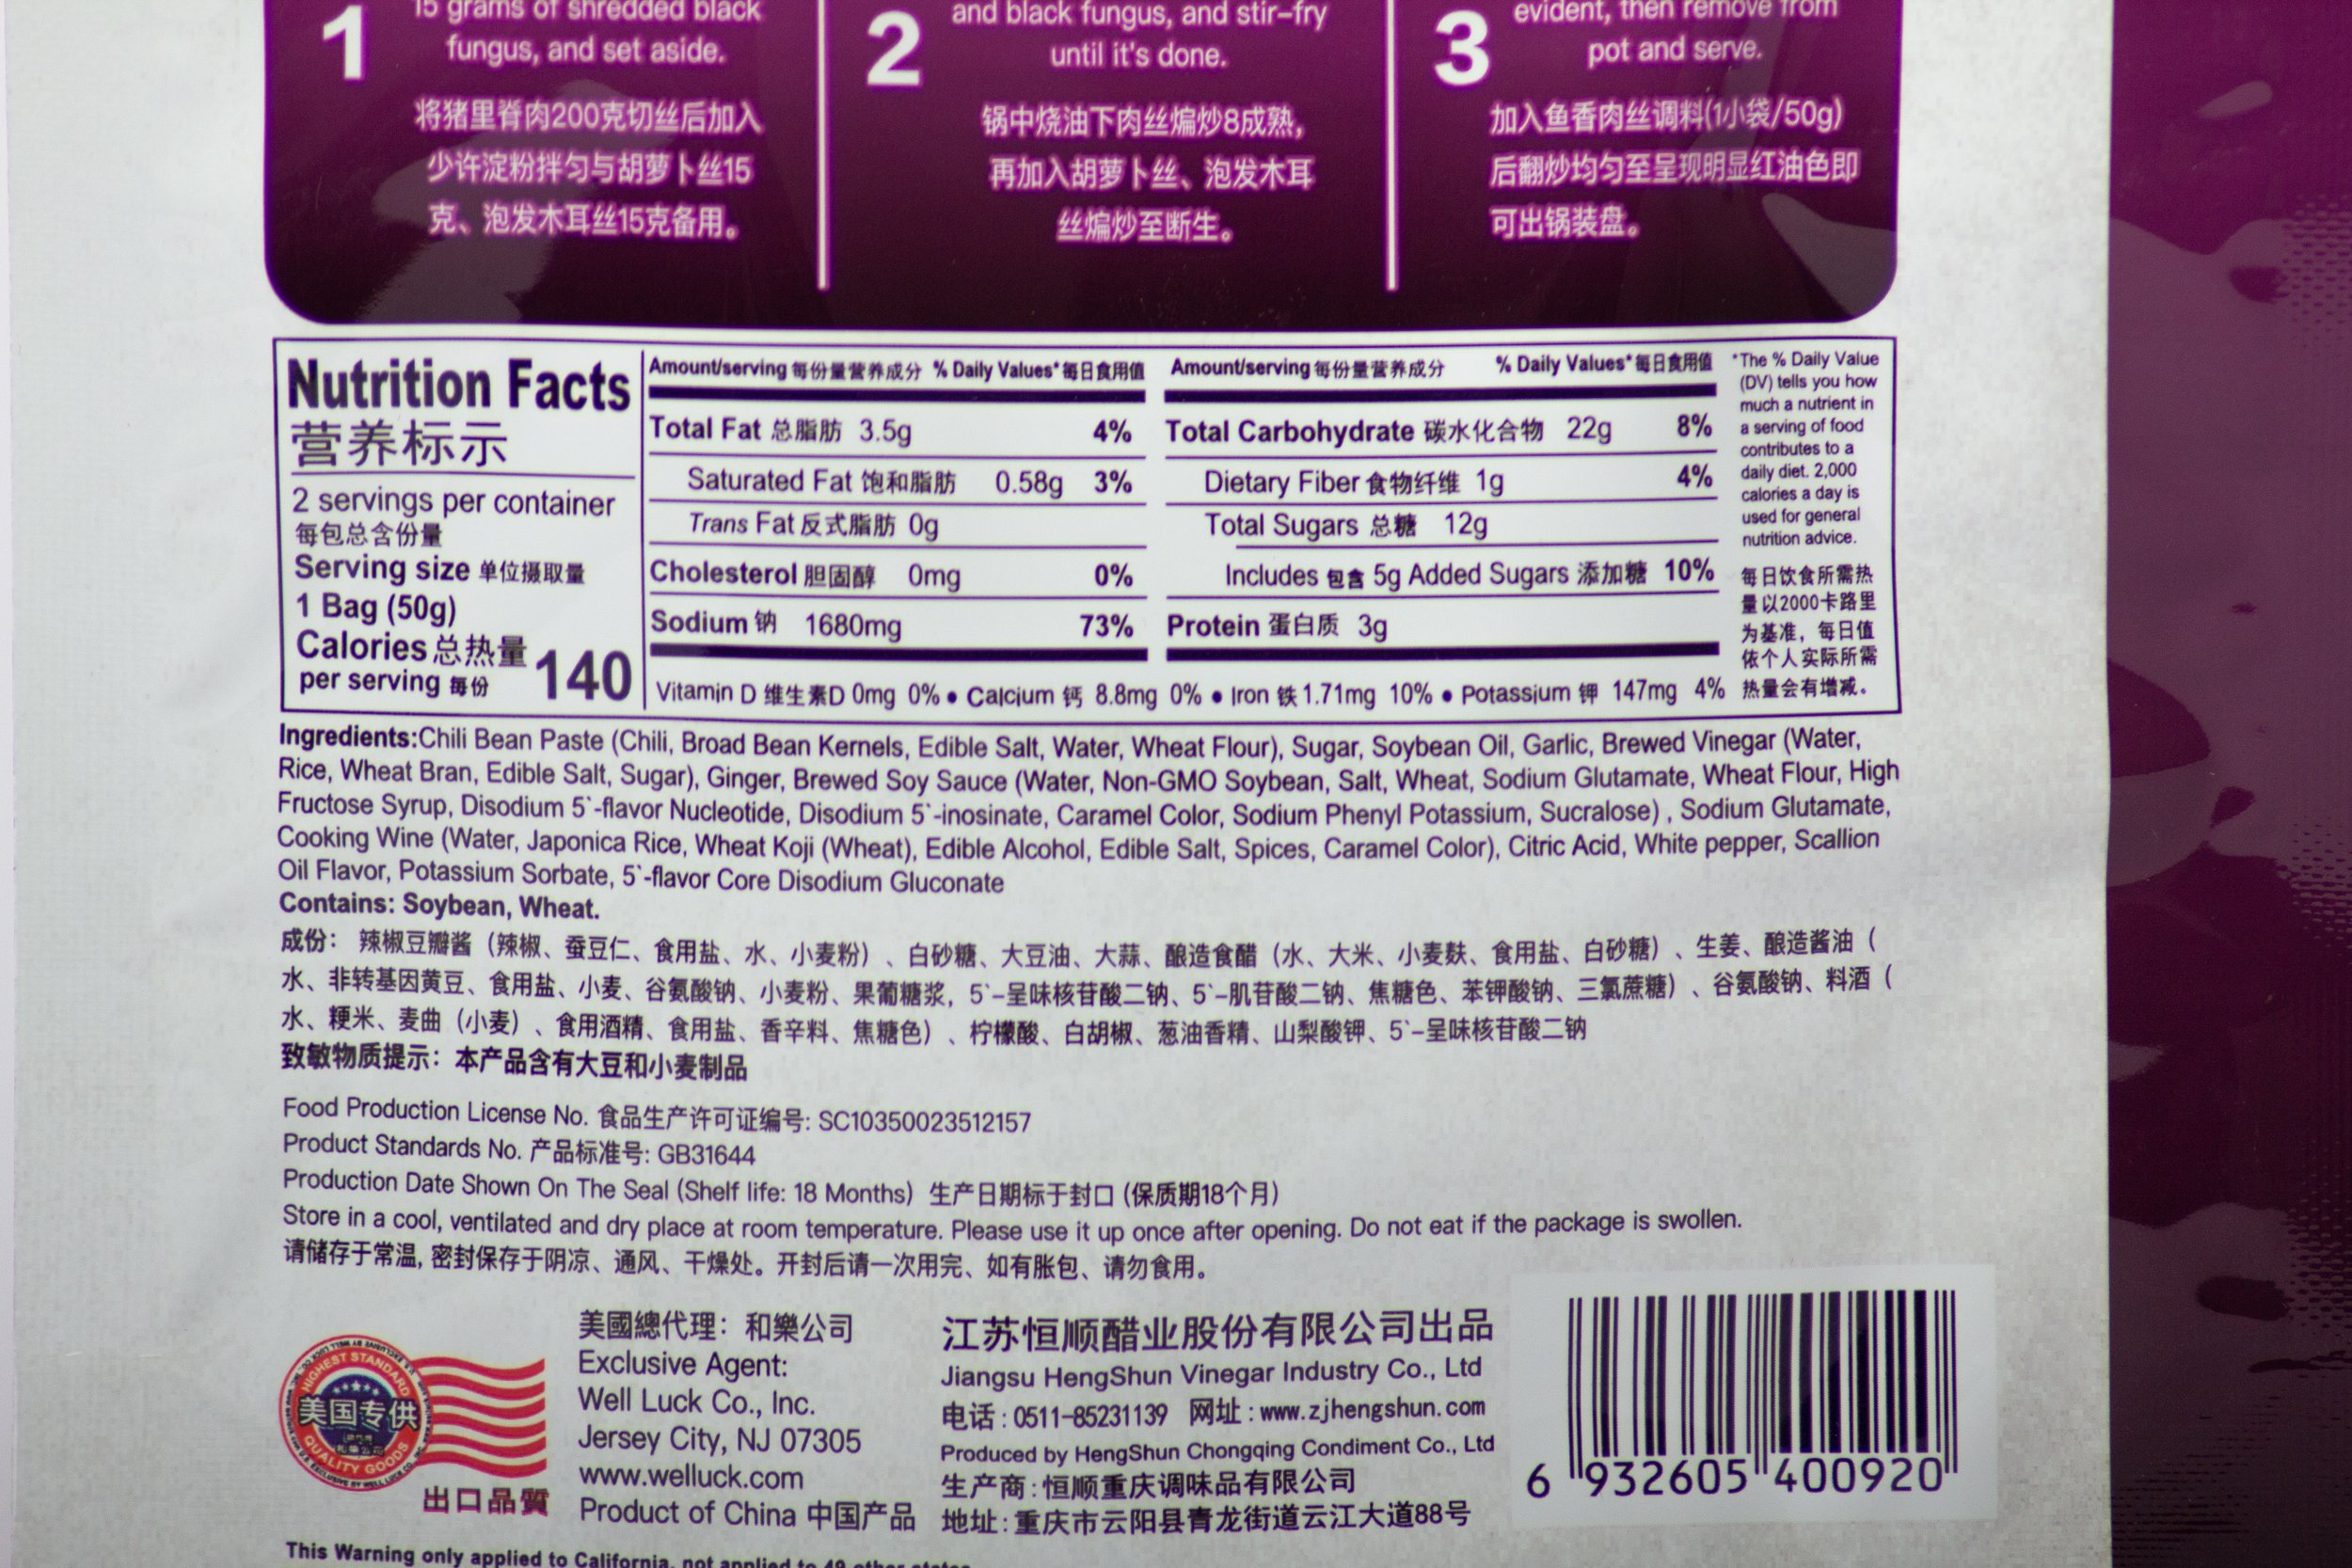 1
15 grams of shredded black
fungus, and set aside.
将猪里脊肉200克切丝后加入
少许淀粉拌匀与胡萝卜丝15
克、泡发木耳丝15克备用。
2
and black fungus, and stir-fry
until it's done.
锅中烧油下肉丝煸炒8成熟,
再加入胡萝卜丝、泡发木耳
丝煸炒至断生。
3
evident, then remove from
pot and serve.
加入鱼香肉丝调料(1小袋/50g)
后翻炒均匀至呈现明显红油色即
可出锅装盘。
Nutrition Facts
营养标示
2 servings per container
每包总含份量
Serving size 单位摄取量
1 Bag (50g)
Calories 总热量
per serving 每份 140
Amount/serving 每份量营养成分 % Daily Values* 每日食用值
Total Fat 总脂肪 3.5g 4%
Saturated Fat 饱和脂肪 0.58g 3%
Trans Fat 反式脂肪 0g
Cholesterol 胆固醇 0mg 0%
Sodium 钠 1680mg 73%
Amount/serving 每份量营养成分 % Daily Values* 每日食用值
Total Carbohydrate 碳水化合物 22g 8%
Dietary Fiber 食物纤维 1g 4%
Total Sugars 总糖 12g
Includes 包含 5g Added Sugars 添加糖 10%
Protein 蛋白质 3g
Vitamin D 维生素D 0mg 0% ● Calcium 钙 8.8mg 0% ● Iron 铁 1.71mg 10% ● Potassium 钾 147mg 4%
*The % Daily Value
(DV) tells you how
much a nutrient in
a serving of food
contributes to a
daily diet. 2,000
calories a day is
used for general
nutrition advice.
每日饮食所需热
量以2000卡路里
为基准，每日值
依个人实际所需
热量会有增减。
Ingredients:Chili Bean Paste (Chili, Broad Bean Kernels, Edible Salt, Water, Wheat Flour), Sugar, Soybean Oil, Garlic, Brewed Vinegar (Water,
Rice, Wheat Bran, Edible Salt, Sugar), Ginger, Brewed Soy Sauce (Water, Non-GMO Soybean, Salt, Wheat, Sodium Glutamate, Wheat Flour, High
Fructose Syrup, Disodium 5`-flavor Nucleotide, Disodium 5`-inosinate, Caramel Color, Sodium Phenyl Potassium, Sucralose) , Sodium Glutamate,
Cooking Wine (Water, Japonica Rice, Wheat Koji (Wheat), Edible Alcohol, Edible Salt, Spices, Caramel Color), Citric Acid, White pepper, Scallion
Oil Flavor, Potassium Sorbate, 5`-flavor Core Disodium Gluconate
Contains: Soybean, Wheat.
成份：辣椒豆瓣酱（辣椒、蚕豆仁、食用盐、水、小麦粉）、白砂糖、大豆油、大蒜、酿造食醋（水、大米、小麦麸、食用盐、白砂糖）、生姜、酿造酱油（
水、非转基因黄豆、食用盐、小麦、谷氨酸钠、小麦粉、果葡糖浆，5`-呈味核苷酸二钠、5`-肌苷酸二钠、焦糖色、苯钾酸钠、三氯蔗糖）、谷氨酸钠、料酒（
水、粳米、麦曲（小麦）、食用酒精、食用盐、香辛料、焦糖色）、柠檬酸、白胡椒、葱油香精、山梨酸钾、5`-呈味核苷酸二钠
致敏物质提示：本产品含有大豆和小麦制品
Food Production License No. 食品生产许可证编号: SC10350023512157
Product Standards No. 产品标准号: GB31644
Production Date Shown On The Seal (Shelf life: 18 Months) 生产日期标于封口 (保质期18个月)
Store in a cool, ventilated and dry place at room temperature. Please use it up once after opening. Do not eat if the package is swollen.
请储存于常温, 密封保存于阴凉、通风、干燥处。开封后请一次用完、如有胀包、请勿食用。
HIGHEST STANDARD
美国专供
和樂公司
QUALITY GOODS
出口品質
美國總代理：和樂公司
Exclusive Agent:
Well Luck Co., Inc.
Jersey City, NJ 07305
www.welluck.com
Product of China 中国产品
江苏恒顺醋业股份有限公司出品
Jiangsu HengShun Vinegar Industry Co., Ltd
电话：0511-85231139 网址：www.zjhengshun.com
Produced by HengShun Chongqing Condiment Co., Ltd
生产商：恒顺重庆调味品有限公司
地址：重庆市云阳县青龙街道云江大道88号
6 932605 400920
This Warning only applied to California, not applied to 49 other states